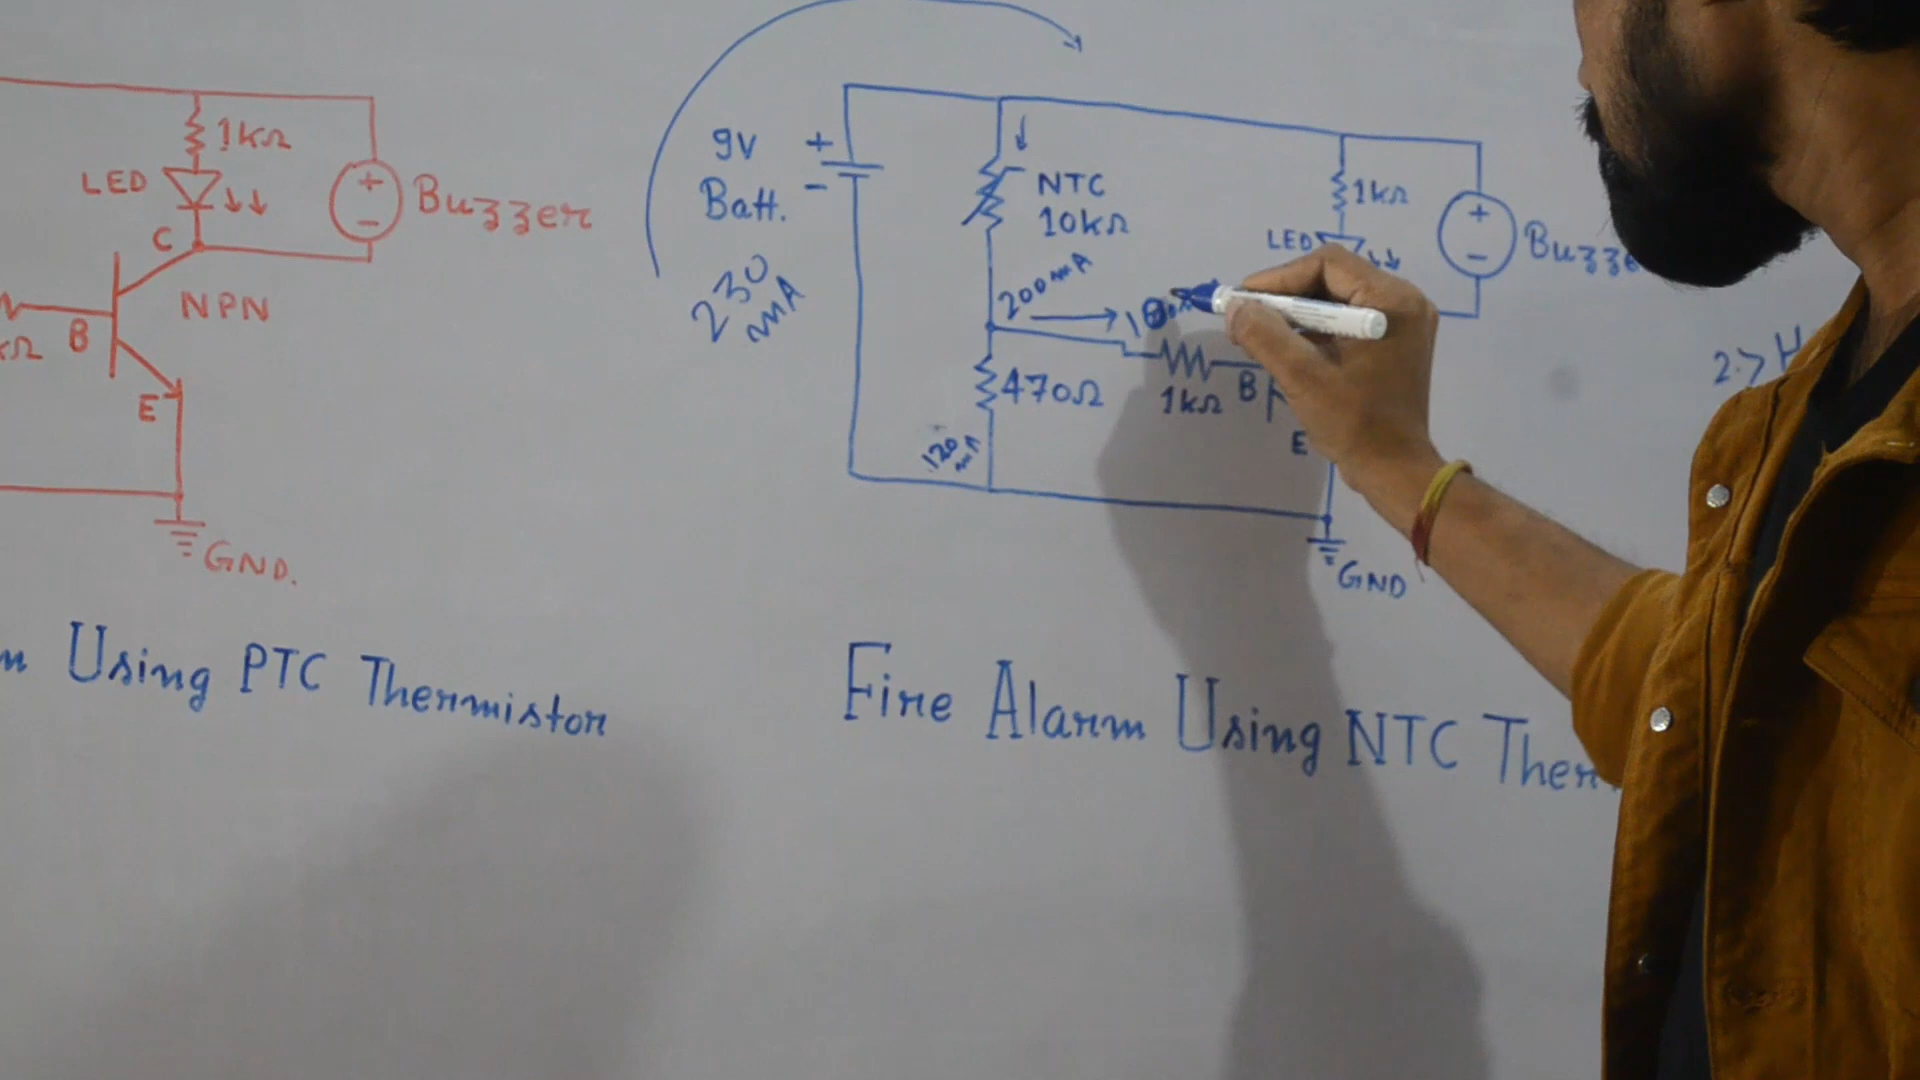 1kΩ
LED
+
-
Buzzer
C
NPN
B
E
GND.
Using PTC Thermistor
9V
Batt.
+
-
230
mA
NTC
10kΩ
200mA
470Ω
120
mA
1kΩ
B
E
1kΩ
LED
+
-
GND
2.>
Fire Alarm Using NTC